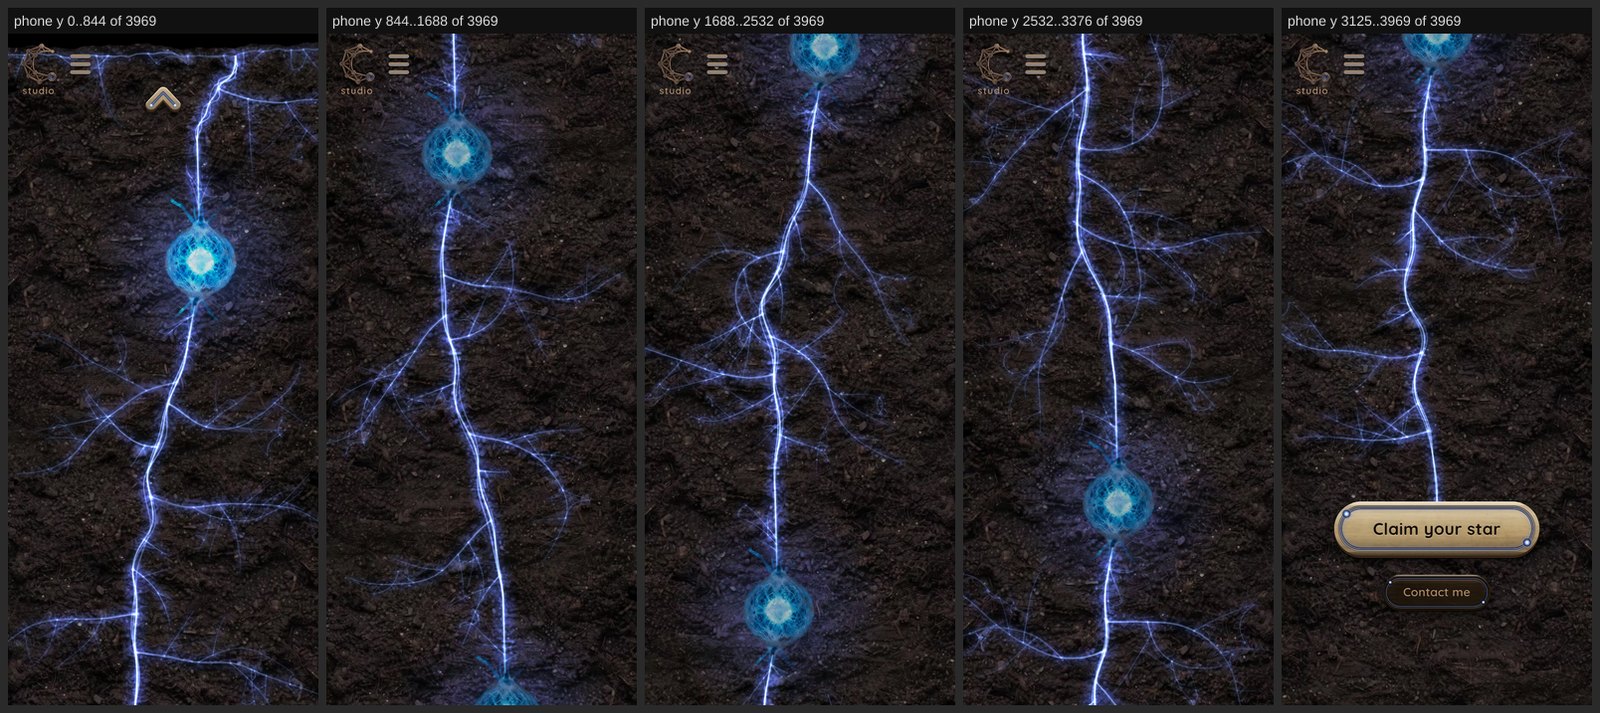 phone y 0..844 of 3969
studio
phone y 844..1688 of 3969
studio
phone y 1688..2532 of 3969
studio
phone y 2532..3376 of 3969
studio
phone y 3125..3969 of 3969
studio
Claim your star
Contact me